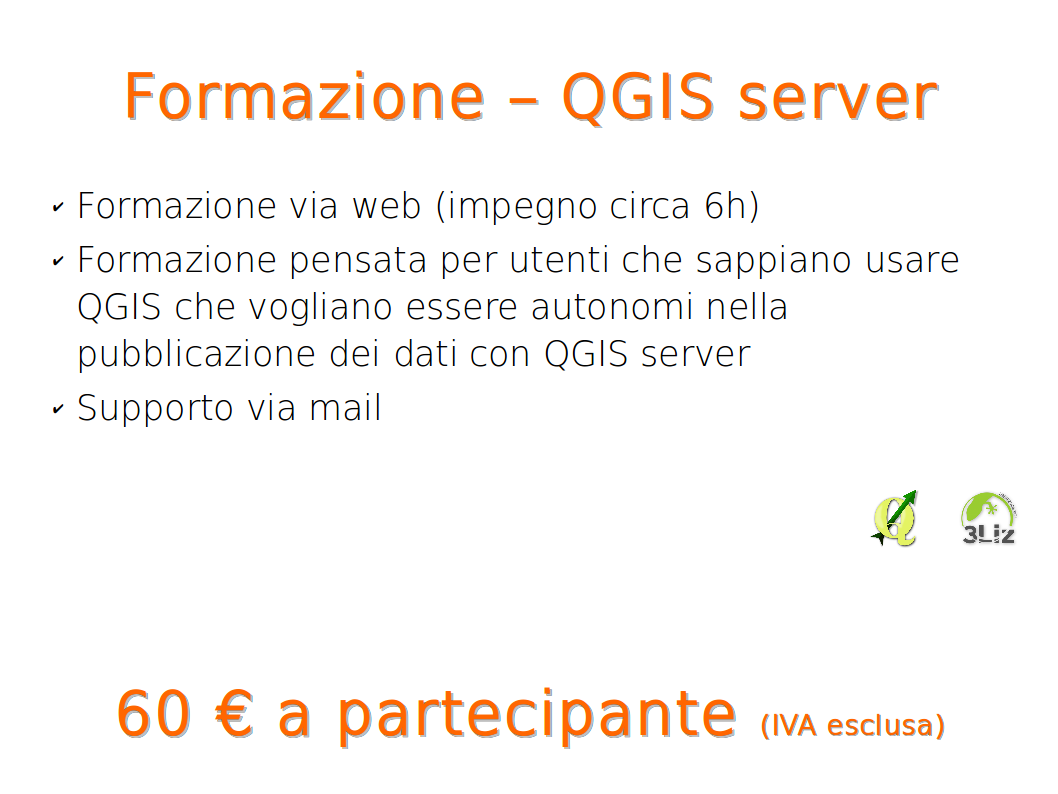 Formazione – QGIS server
✔ Formazione via web (impegno circa 6h)
✔ Formazione pensata per utenti che sappiano usare
QGIS che vogliano essere autonomi nella
pubblicazione dei dati con QGIS server
✔ Supporto via mail
3Liz
60 € a partecipante (IVA esclusa)